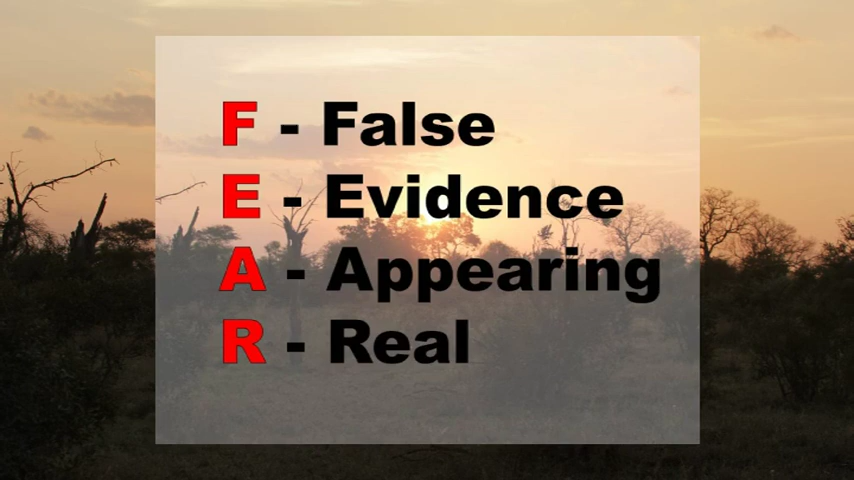 F - False
E - Evidence
A - Appearing
R - Real